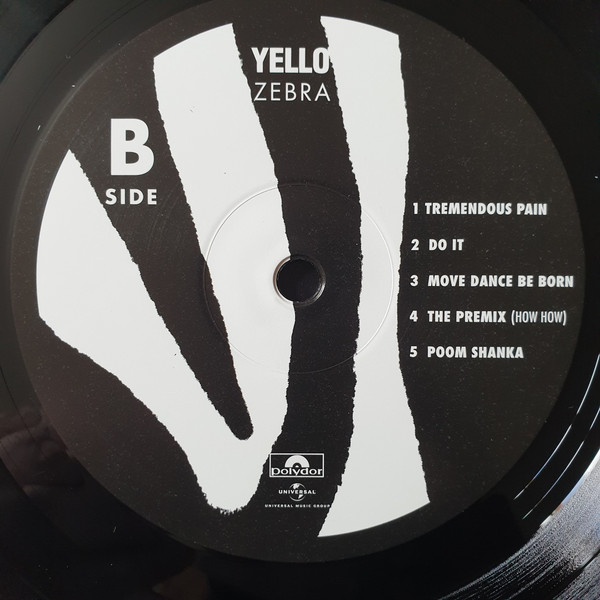 YELLO
ZEBRA
B
SIDE
1 TREMENDOUS PAIN
2 DO IT
3 MOVE DANCE BE BORN
4 THE PREMIX (HOW HOW)
5 POOM SHANKA
polydor
UNIVERSAL
UNIVERSAL MUSIC GROUP